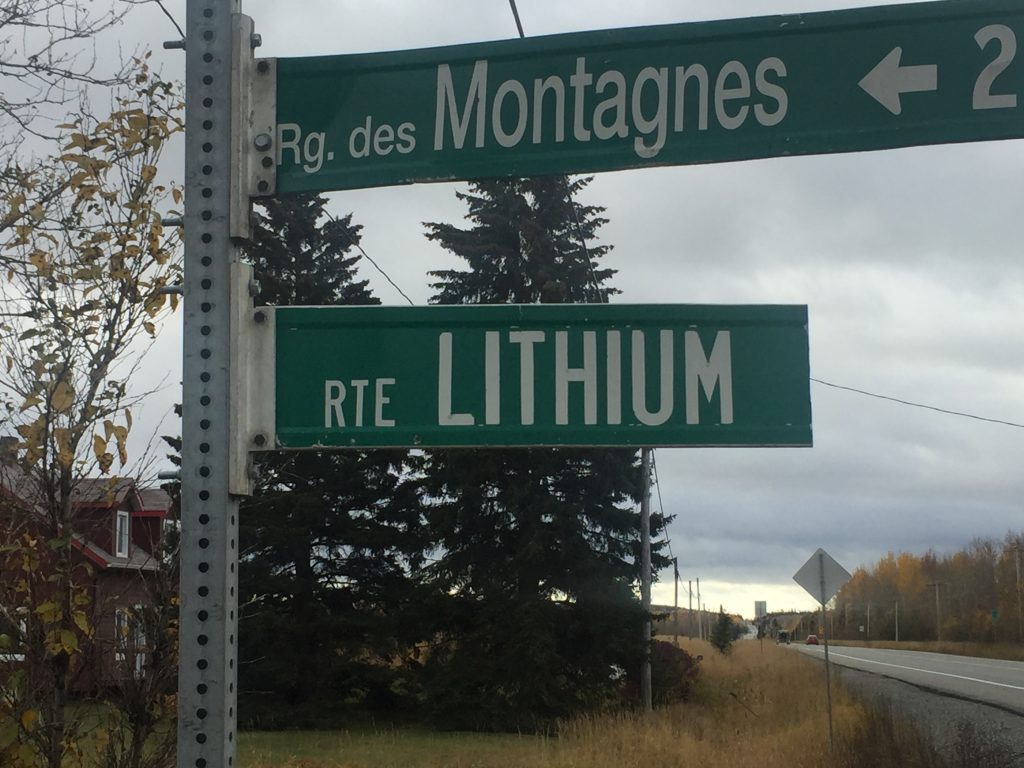 Rg. des Montagnes ← 2
RTE LITHIUM